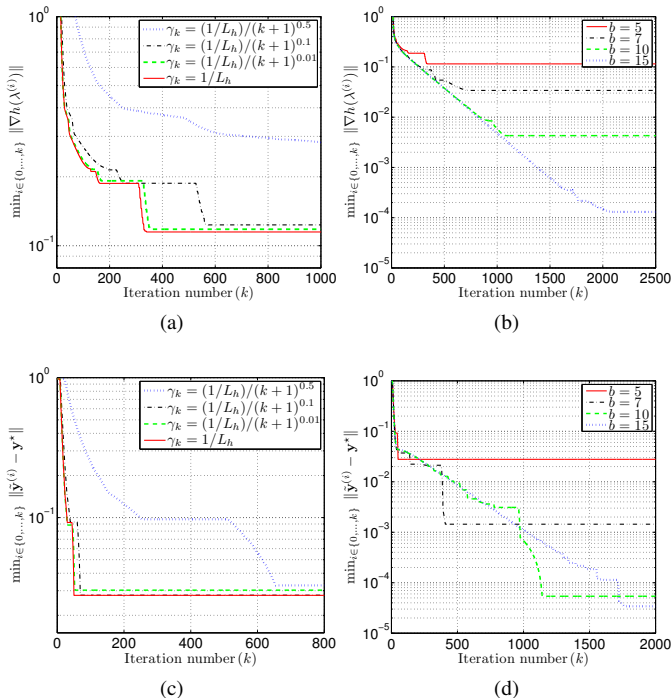 10^0
10^-1
min_{i∈{0,...,k}} ‖∇h(λ^(i))‖
γ_k = (1/L_h)/(k+1)^0.5
γ_k = (1/L_h)/(k+1)^0.1
γ_k = (1/L_h)/(k+1)^0.01
γ_k = 1/L_h
0 200 400 600 800 1000
Iteration number (k)
(a)
10^0
10^-1
10^-2
10^-3
10^-4
10^-5
min_{i∈{0,...,k}} ‖∇h(λ^(i))‖
b = 5
b = 7
b = 10
b = 15
0 500 1000 1500 2000 2500
Iteration number (k)
(b)
10^0
10^-1
min_{i∈{0,...,k}} ‖ỹ^(i) − y*‖
γ_k = (1/L_h)/(k+1)^0.5
γ_k = (1/L_h)/(k+1)^0.1
γ_k = (1/L_h)/(k+1)^0.01
γ_k = 1/L_h
0 200 400 600 800
Iteration number (k)
(c)
10^0
10^-1
10^-2
10^-3
10^-4
10^-5
min_{i∈{0,...,k}} ‖ỹ^(i) − y*‖
b = 5
b = 7
b = 10
b = 15
0 500 1000 1500 2000
Iteration number (k)
(d)